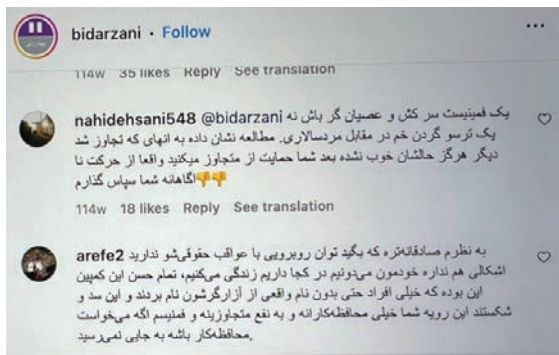 bidarzani • Follow
114w 35 likes Reply See translation
nahidehsani548 @bidarzani یک فمینیست سر کش و عصیان گر باش نه
یک ترسو گردن خم در مقابل مردسالاری. مطالعه نشان داده به انهای که تجاوز شد
دیگر هرگز حالشان خوب نشده بعد شما حمایت از متجاوز میکنید واقعا از حرکت نا
اگاهانه شما سپاس گذارم👎👎
114w 18 likes Reply See translation
arefe2 به نظرم صادقانه‌تره که بگید توان روبرویی با عواقب حقوقی‌شو ندارید
اشکالی هم نداره خودمون می‌دونیم در کجا داریم زندگی می‌کنیم، تمام حسن این کمپین
این بوده که خیلی افراد حتی بدون نام واقعی از آزارگرشون نام بردند و این سد و
شکستند این رویه شما خیلی محافظه‌کارانه و به نفع متجاوزینه و فمنیسم اگه می‌خواست
محافظه‌کار باشه به جایی نمی‌رسید.